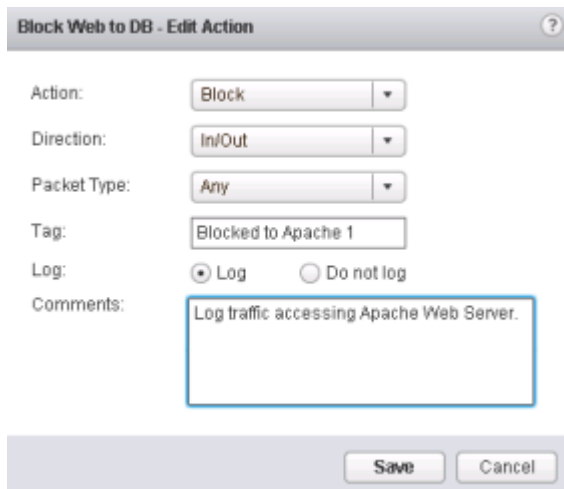 Block Web to DB - Edit Action ?
Action: Block
Direction: In/Out
Packet Type: Any
Tag: Blocked to Apache 1
Log: Log Do not log
Comments: Log traffic accessing Apache Web Server.
Save Cancel